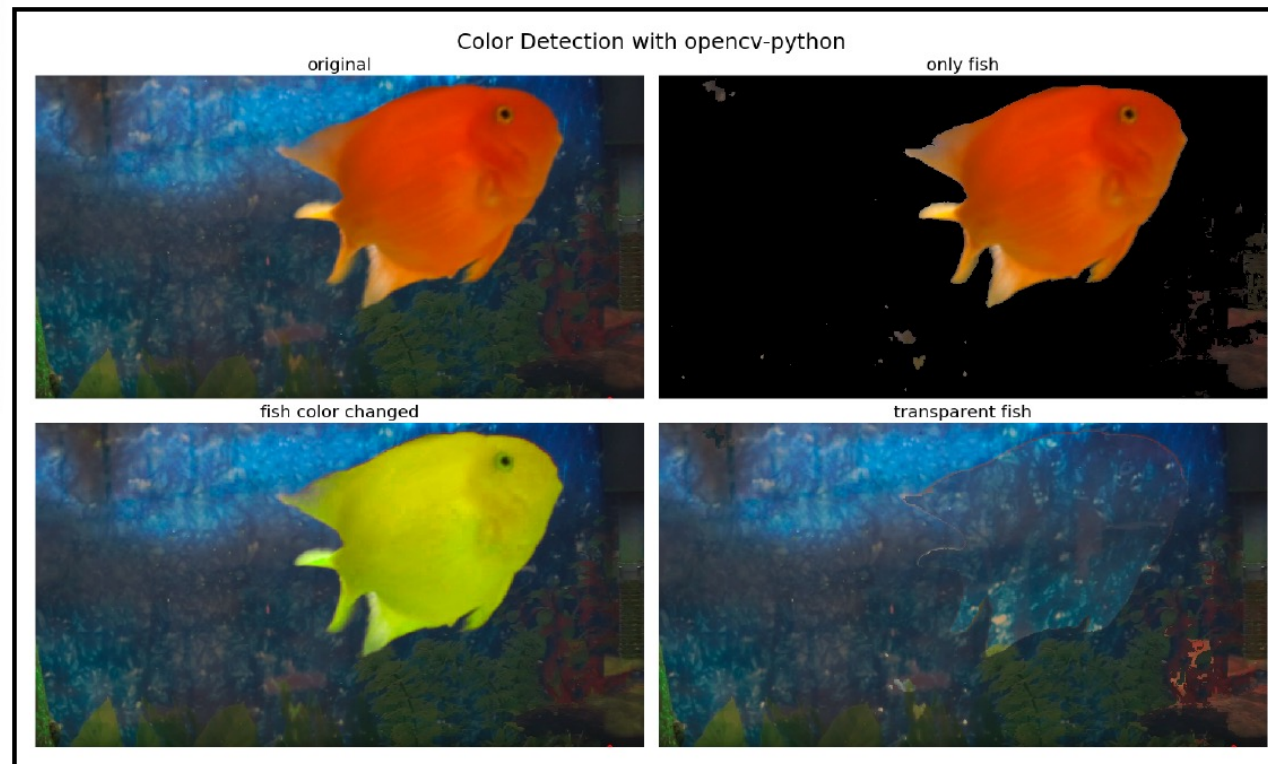 Color Detection with opencv-python
original
only fish
fish color changed
transparent fish